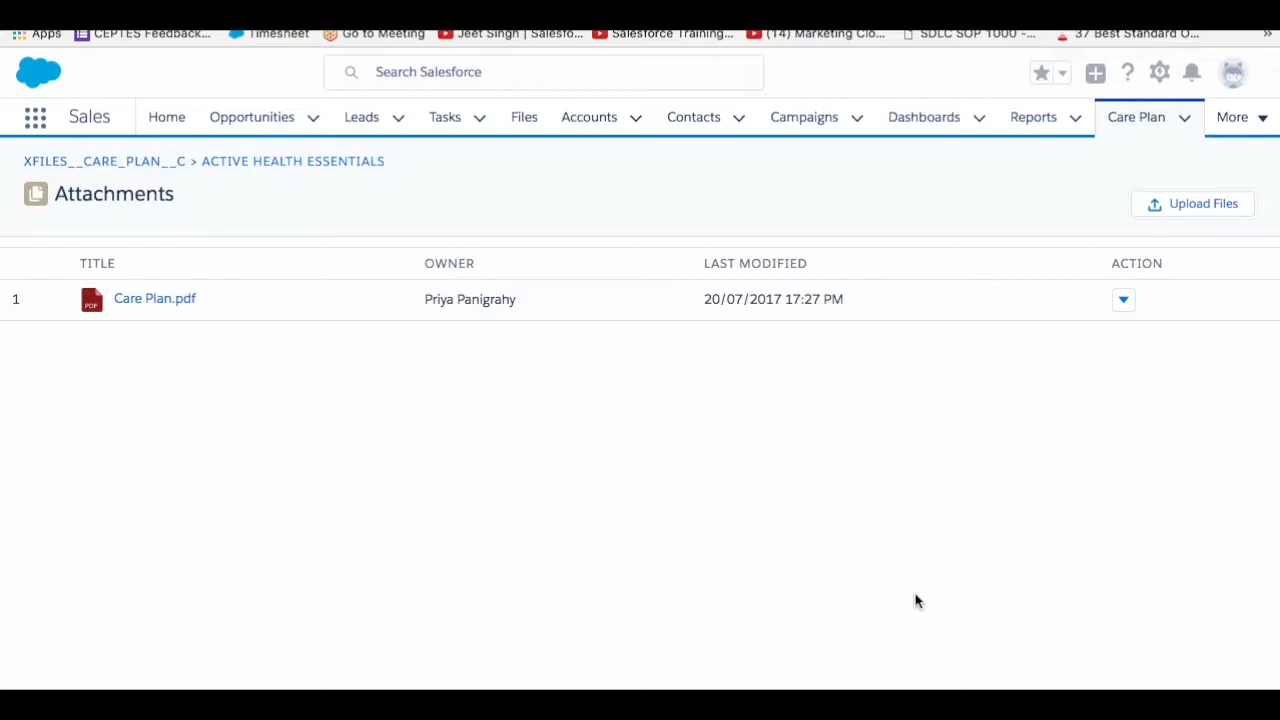 Apps CEPTES Feedback... Timesheet Go to Meeting Jeet Singh | Salesfo... Salesforce Training... (14) Marketing Clo... SDLC SOP 1000 -... 37 Best Standard O... »
Search Salesforce
Sales Home Opportunities Leads Tasks Files Accounts Contacts Campaigns Dashboards Reports Care Plan More
XFILES__CARE_PLAN__C > ACTIVE HEALTH ESSENTIALS
Attachments
Upload Files
TITLE OWNER LAST MODIFIED ACTION
1 PDF Care Plan.pdf Priya Panigrahy 20/07/2017 17:27 PM